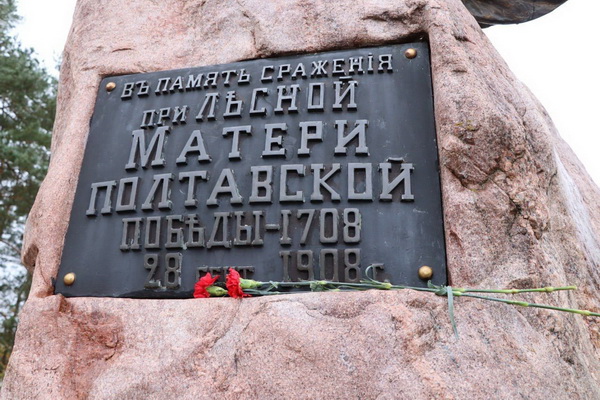 ВЪ ПАМЯТЬ СРАЖЕНІЯ
ПРИ ЛѢСНОЙ
МАТЕРИ
ПОЛТАВСКОЙ
ПОБѢДЫ-1708
28 1908 г.